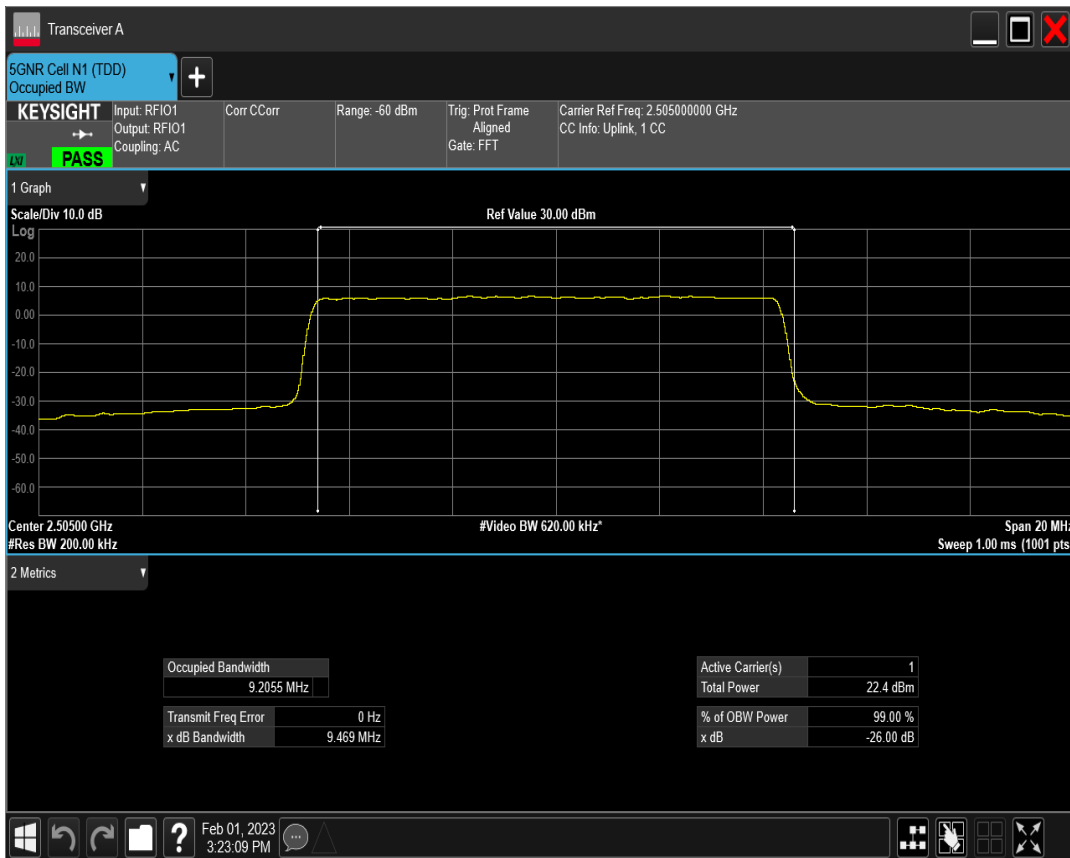 Transceiver A
5GNR Cell N1 (TDD)
Occupied BW
+
KEYSIGHT
LXI
PASS
Input: RFIO1
Output: RFIO1
Coupling: AC
Corr CCorr
Range: -60 dBm
Trig: Prot Frame
Aligned
Gate: FFT
Carrier Ref Freq: 2.505000000 GHz
CC Info: Uplink, 1 CC
1 Graph
Scale/Div 10.0 dB
Ref Value 30.00 dBm
Log
20.0
10.0
0.00
-10.0
-20.0
-30.0
-40.0
-50.0
-60.0
Center 2.50500 GHz
#Video BW 620.00 kHz*
Span 20 MHz
#Res BW 200.00 kHz
Sweep 1.00 ms (1001 pts
2 Metrics
Occupied Bandwidth
9.2055 MHz
Transmit Freq Error 0 Hz
x dB Bandwidth 9.469 MHz
Active Carrier(s) 1
Total Power 22.4 dBm
% of OBW Power 99.00 %
x dB -26.00 dB
?
Feb 01, 2023
3:23:09 PM